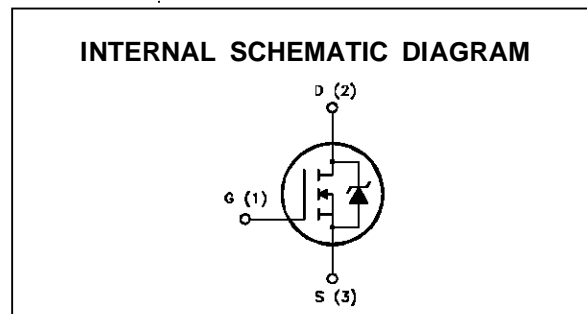 INTERNAL SCHEMATIC DIAGRAM
D (2)
G (1)
S (3)